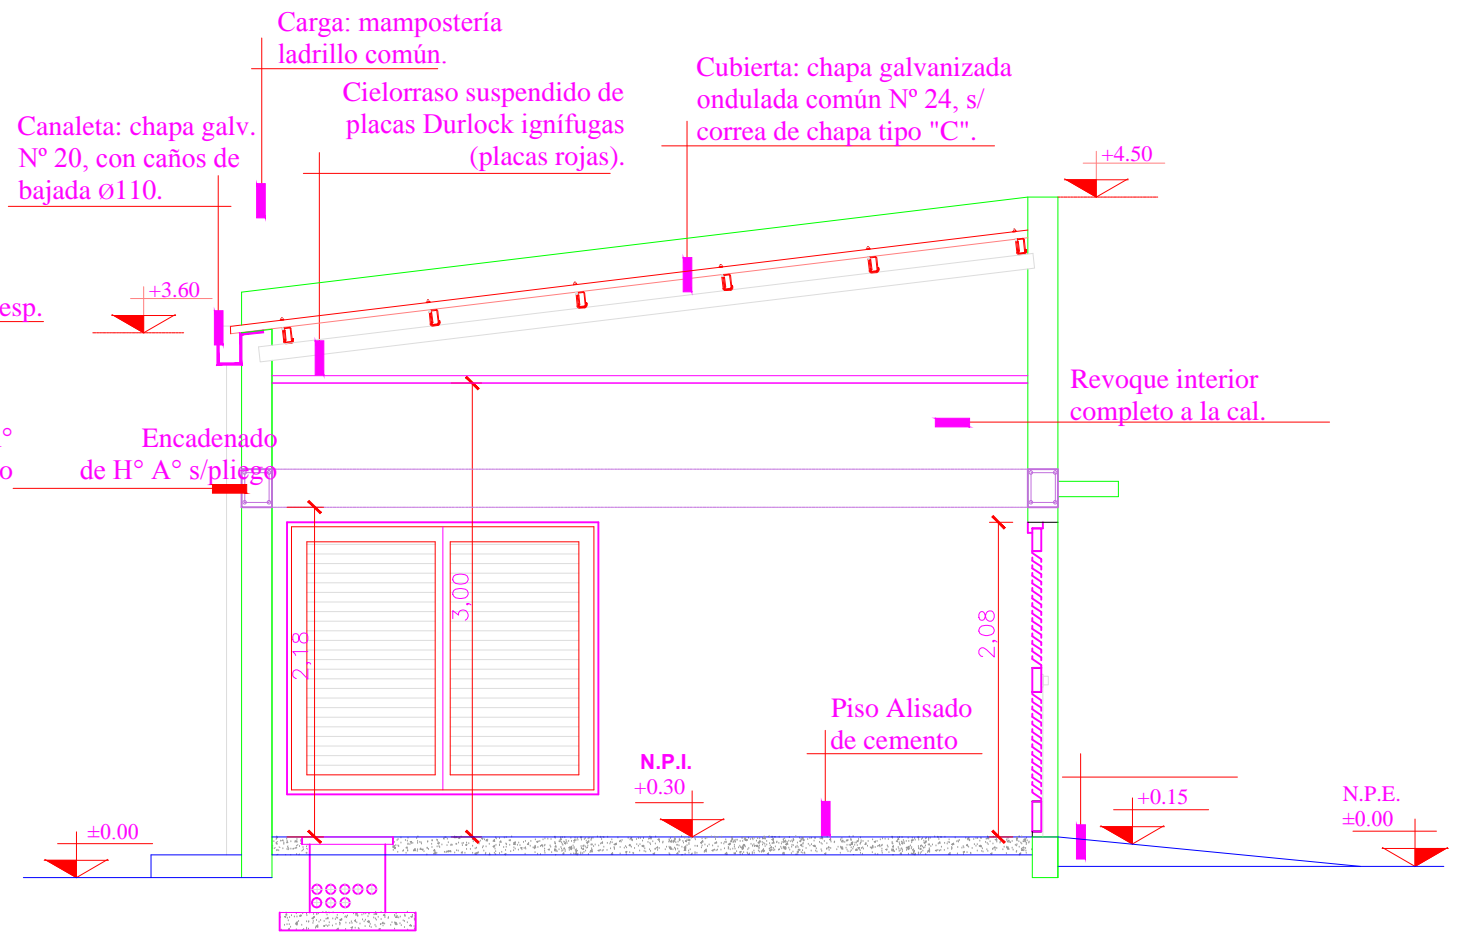 Carga: mampostería
ladrillo común.
Cielorraso suspendido de
placas Durlock ignífugas
(placas rojas).
Cubierta: chapa galvanizada
ondulada común Nº 24, s/
correa de chapa tipo "C".
Canaleta: chapa galv.
Nº 20, con caños de
bajada Ø110.
+4.50
+3.60
esp.
Revoque interior
completo a la cal.
Encadenado
de H° A° s/pliego
o
2,18
3,00
2,08
Piso Alisado
de cemento
N.P.I.
+0.30
±0.00
+0.15
N.P.E.
±0.00